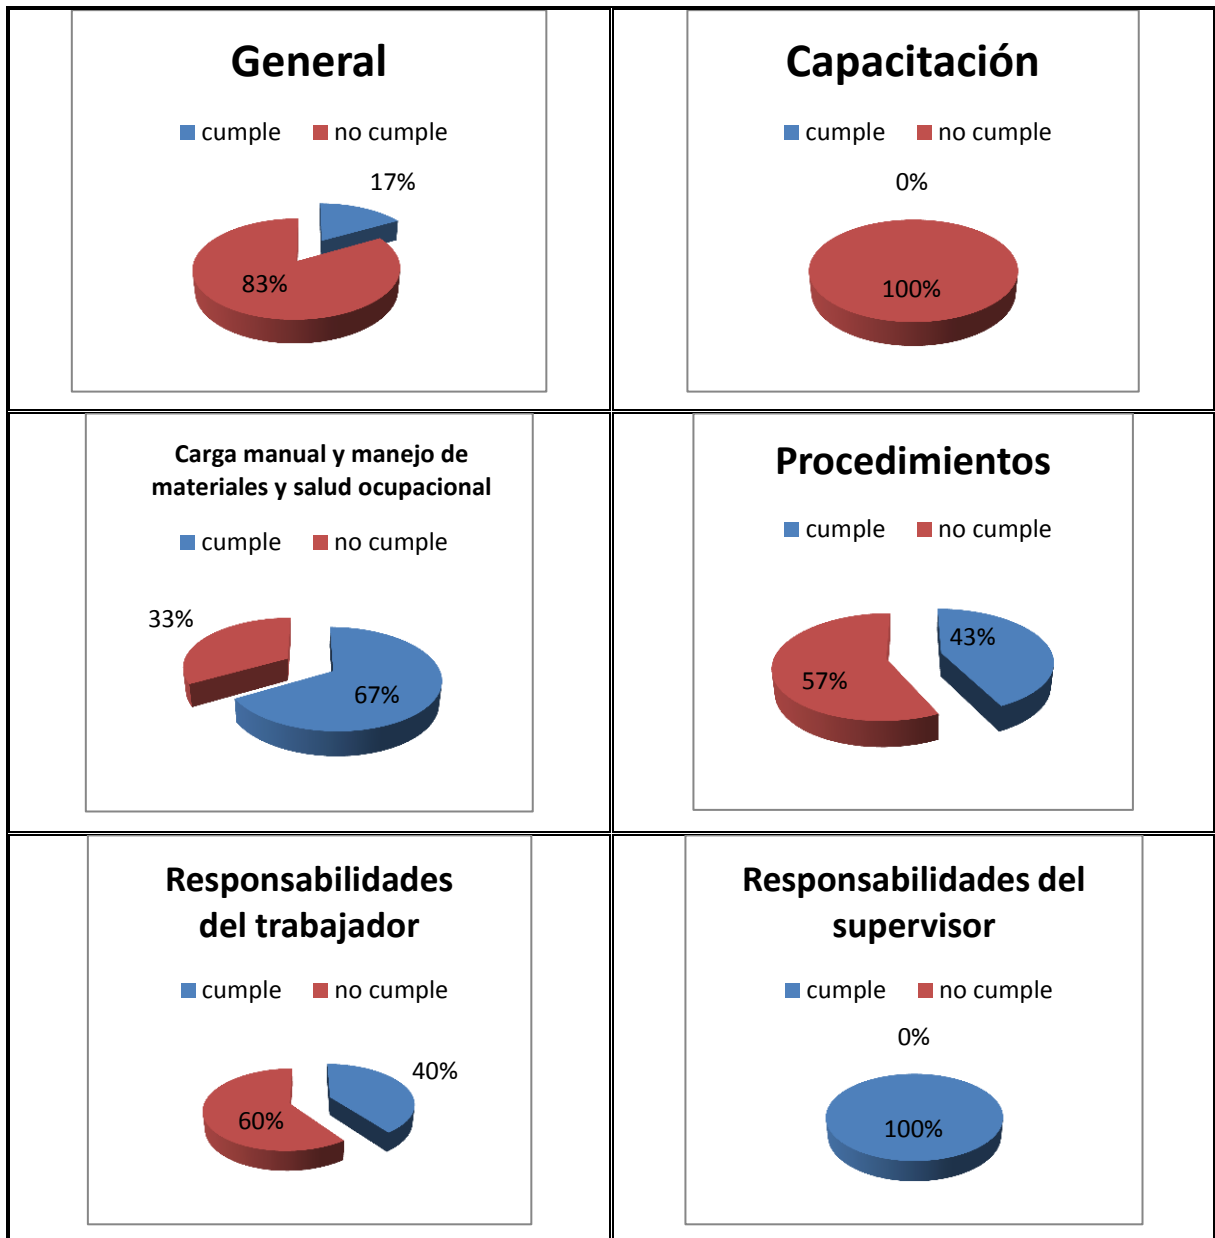 General
cumple no cumple
17%
83%
Capacitación
cumple no cumple
0%
100%
Carga manual y manejo de
materiales y salud ocupacional
cumple no cumple
33%
67%
Procedimientos
cumple no cumple
43%
57%
Responsabilidades
del trabajador
cumple no cumple
40%
60%
Responsabilidades del
supervisor
cumple no cumple
0%
100%